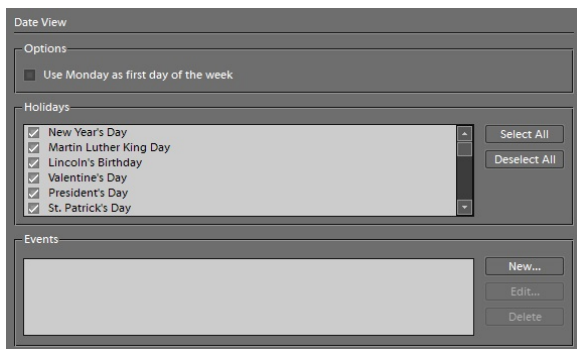 Date View
Options
Use Monday as first day of the week
Holidays
New Year's Day
Martin Luther King Day
Lincoln's Birthday
Valentine's Day
President's Day
St. Patrick's Day
Select All
Deselect All
Events
New...
Edit...
Delete